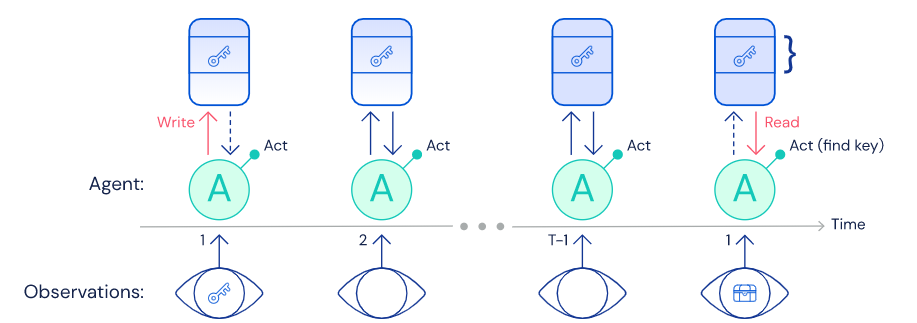 }
Write
Read
Act
Act
Act
Act (find key)
Agent:
A
A
A
A
Time
1
2
T-1
1
Observations: